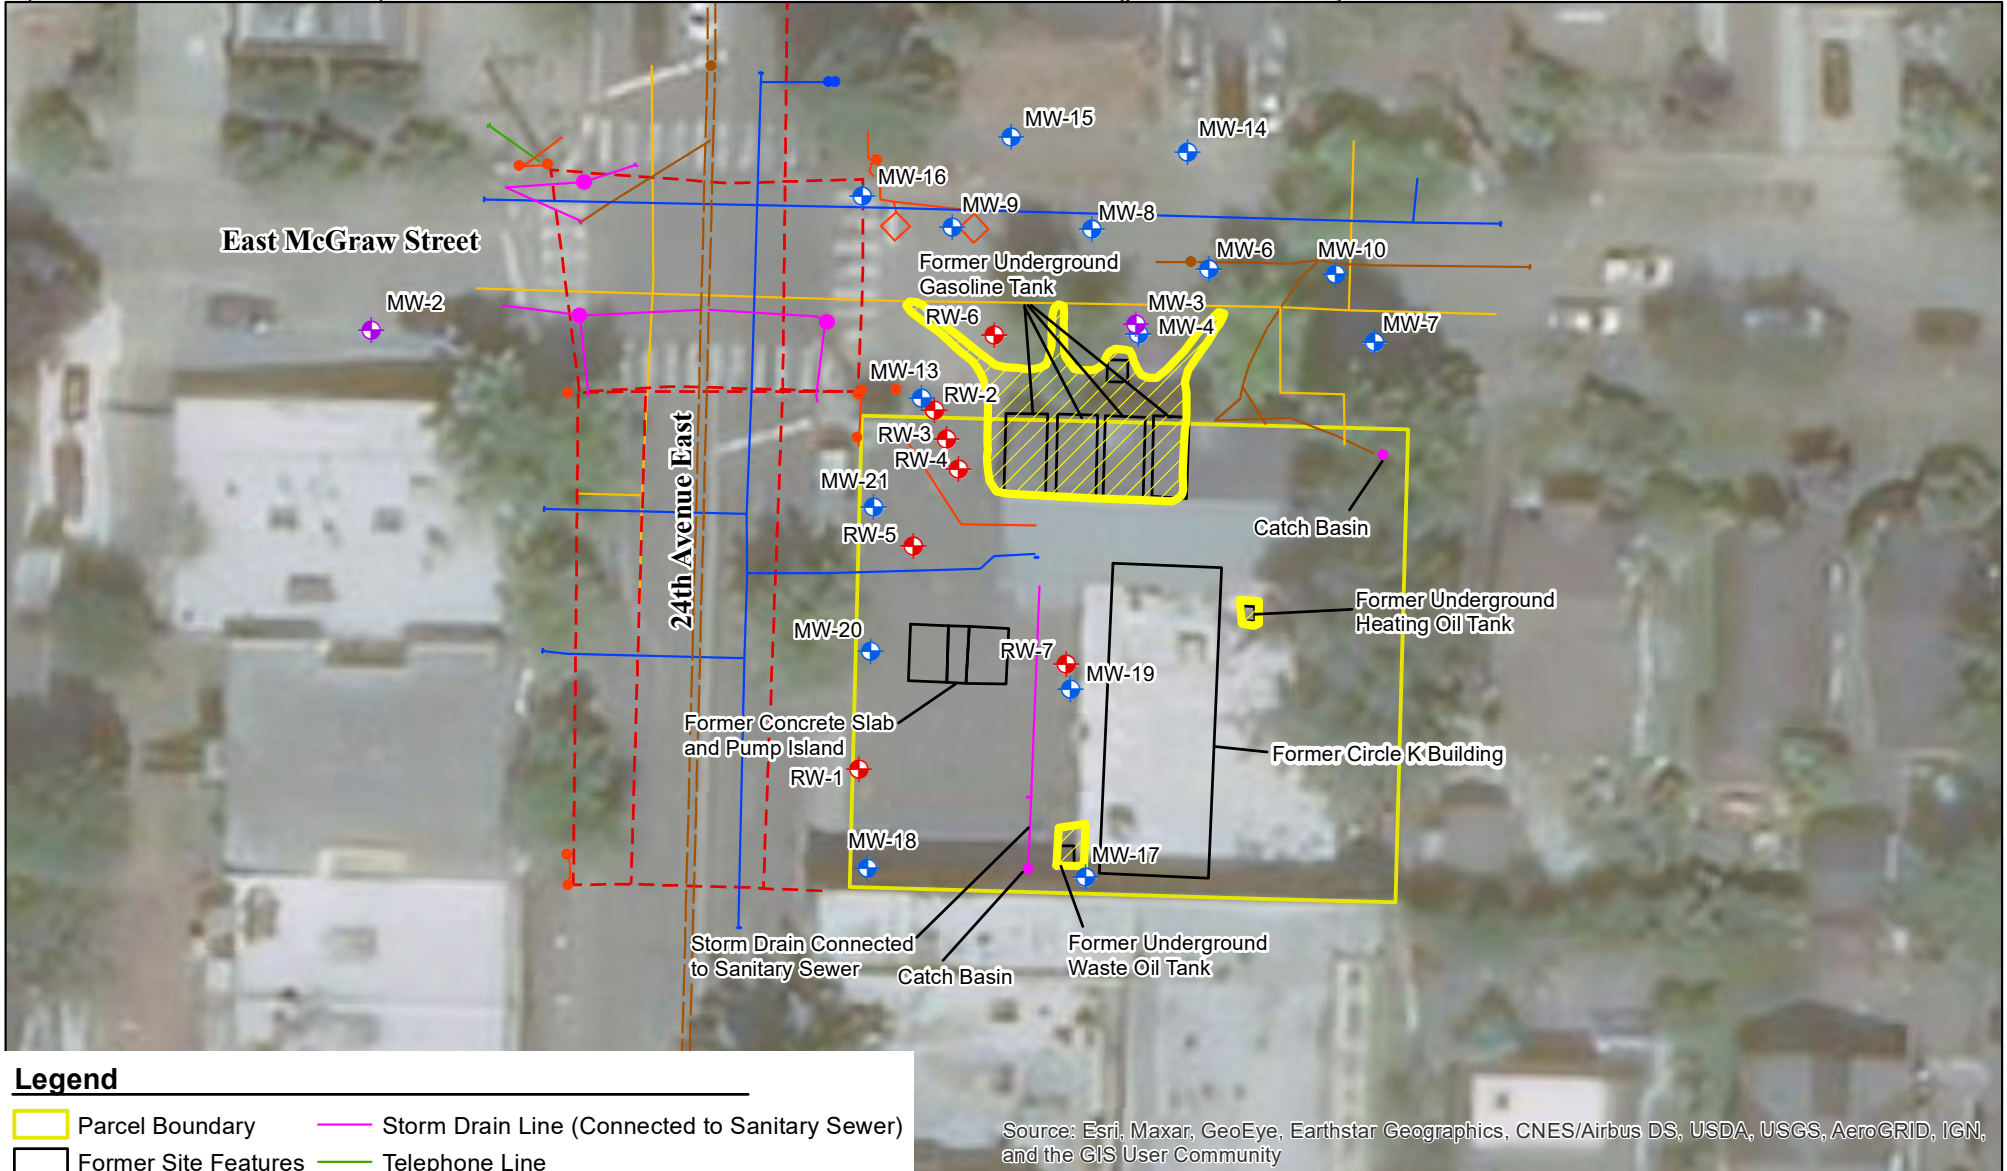 MW-15
MW-14
MW-16
MW-9
MW-8
East McGraw Street
MW-6
MW-10
Former Underground
Gasoline Tank
MW-2
MW-3
RW-6
MW-4
MW-7
MW-13
RW-2
RW-3
RW-4
MW-21
24th Avenue East
Catch Basin
RW-5
Former Underground
Heating Oil Tank
MW-20
RW-7
MW-19
Former Concrete Slab
and Pump Island
Former Circle K Building
RW-1
MW-18
MW-17
Storm Drain Connected
to Sanitary Sewer
Catch Basin
Former Underground
Waste Oil Tank
Legend
Parcel Boundary
Storm Drain Line (Connected to Sanitary Sewer)
Former Site Features
Telephone Line
Source: Esri, Maxar, GeoEye, Earthstar Geographics, CNES/Airbus DS, USDA, USGS, AeroGRID, IGN,
and the GIS User Community